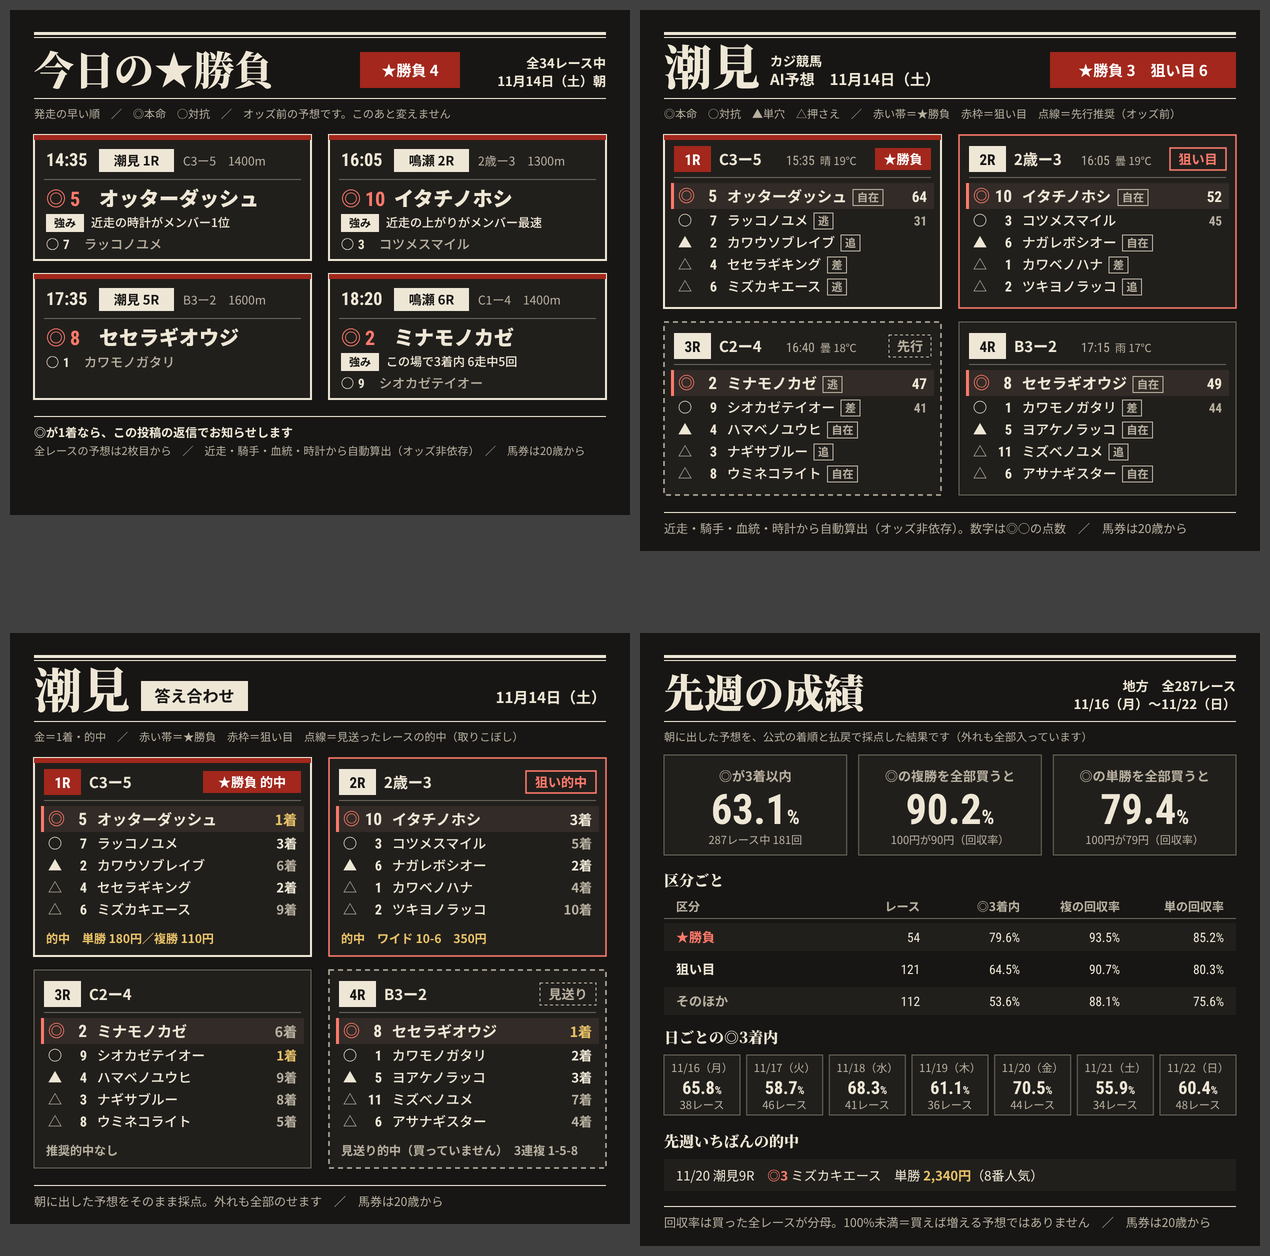 今日の★勝負
★勝負 4
全34レース中
11月14日（土）朝
発走の早い順　／　◎本命　○対抗　／　オッズ前の予想です。このあと変えません
14:35 潮見 1R C3ー5 1400m
◎ 5 オッターダッシュ
強み 近走の時計がメンバー1位
○ 7 ラッコノユメ
16:05 鳴瀬 2R 2歳ー3 1300m
◎ 10 イタチノホシ
強み 近走の上がりがメンバー最速
○ 3 コツメスマイル
17:35 潮見 5R B3ー2 1600m
◎ 8 セセラギオウジ
○ 1 カワモノガタリ
18:20 鳴瀬 6R C1ー4 1400m
◎ 2 ミナモノカゼ
強み この場で3着内 6走中5回
○ 9 シオカゼテイオー
◎が1着なら、この投稿の返信でお知らせします
全レースの予想は2枚目から　／　近走・騎手・血統・時計から自動算出（オッズ非依存）　／　馬券は20歳から
潮見
カジ競馬
AI予想　11月14日（土）
★勝負 3　狙い目 6
◎本命　○対抗　▲単穴　△押さえ　／　赤い帯＝★勝負　赤枠＝狙い目　点線＝先行推奨（オッズ前）
1R C3ー5 15:35 晴 19℃ ★勝負
◎ 5 オッターダッシュ 自在 64
○ 7 ラッコノユメ 逃 31
▲ 2 カワウソブレイブ 追
△ 4 セセラギキング 差
△ 6 ミズカキエース 逃
2R 2歳ー3 16:05 曇 19℃ 狙い目
◎ 10 イタチノホシ 自在 52
○ 3 コツメスマイル 45
▲ 6 ナガレボシオー 自在
△ 1 カワベノハナ 差
△ 2 ツキヨノラッコ 追
3R C2ー4 16:40 曇 18℃ 先行
◎ 2 ミナモノカゼ 逃 47
○ 9 シオカゼテイオー 差 41
▲ 4 ハマベノユウヒ 自在
△ 3 ナギサブルー 追
△ 8 ウミネコライト 自在
4R B3ー2 17:15 雨 17℃
◎ 8 セセラギオウジ 自在 49
○ 1 カワモノガタリ 差 44
▲ 5 ヨアケノラッコ 自在
△ 11 ミズベノユメ 追
△ 6 アサナギスター 自在
近走・騎手・血統・時計から自動算出（オッズ非依存）。数字は◎○の点数　／　馬券は20歳から
潮見 答え合わせ
11月14日（土）
金＝1着・的中　／　赤い帯＝★勝負　赤枠＝狙い目　点線＝見送ったレースの的中（取りこぼし）
1R C3ー5 ★勝負 的中
◎ 5 オッターダッシュ 1着
○ 7 ラッコノユメ 3着
▲ 2 カワウソブレイブ 6着
△ 4 セセラギキング 2着
△ 6 ミズカキエース 9着
的中　単勝 180円／複勝 110円
2R 2歳ー3 狙い的中
◎ 10 イタチノホシ 3着
○ 3 コツメスマイル 5着
▲ 6 ナガレボシオー 2着
△ 1 カワベノハナ 4着
△ 2 ツキヨノラッコ 10着
的中　ワイド 10-6　350円
3R C2ー4
◎ 2 ミナモノカゼ 6着
○ 9 シオカゼテイオー 1着
▲ 4 ハマベノユウヒ 9着
△ 3 ナギサブルー 8着
△ 8 ウミネコライト 5着
推奨的中なし
4R B3ー2 見送り
◎ 8 セセラギオウジ 1着
○ 1 カワモノガタリ 2着
▲ 5 ヨアケノラッコ 3着
△ 11 ミズベノユメ 7着
△ 6 アサナギスター 4着
見送り的中（買っていません）　3連複 1-5-8
朝に出した予想をそのまま採点。外れも全部のせます　／　馬券は20歳から
先週の成績
地方　全287レース
11/16（月）〜11/22（日）
朝に出した予想を、公式の着順と払戻で採点した結果です（外れも全部入っています）
◎が3着以内
63.1%
287レース中 181回
◎の複勝を全部買うと
90.2%
100円が90円（回収率）
◎の単勝を全部買うと
79.4%
100円が79円（回収率）
区分ごと
区分 レース ◎3着内 複の回収率 単の回収率
★勝負 54 79.6% 93.5% 85.2%
狙い目 121 64.5% 90.7% 80.3%
そのほか 112 53.6% 88.1% 75.6%
日ごとの◎3着内
11/16（月） 11/17（火） 11/18（水） 11/19（木） 11/20（金） 11/21（土） 11/22（日）
65.8% 58.7% 68.3% 61.1% 70.5% 55.9% 60.4%
38レース 46レース 41レース 36レース 44レース 34レース 48レース
先週いちばんの的中
11/20 潮見9R　◎3 ミズカキエース　単勝 2,340円（8番人気）
回収率は買った全レースが分母。100%未満＝買えば増える予想ではありません　／　馬券は20歳から